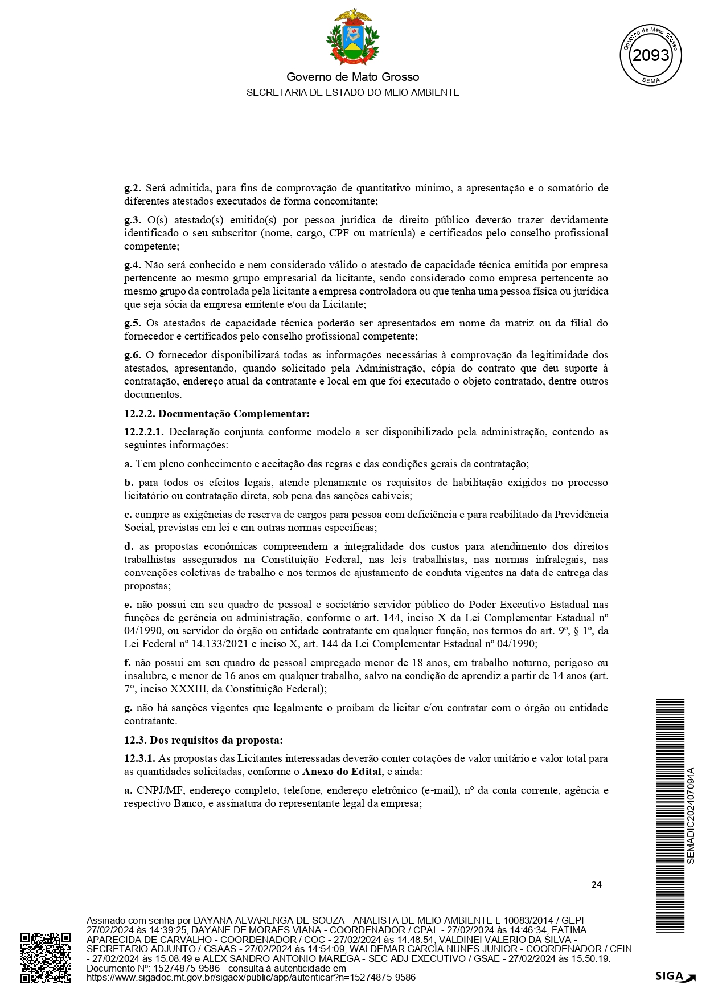 Governo de Mato Grosso
SECRETARIA DE ESTADO DO MEIO AMBIENTE
Governo de Mato Grosso
2093
SEMA
g.2. Será admitida, para fins de comprovação de quantitativo mínimo, a apresentação e o somatório de
diferentes atestados executados de forma concomitante;
g.3. O(s) atestado(s) emitido(s) por pessoa jurídica de direito público deverão trazer devidamente
identificado o seu subscritor (nome, cargo, CPF ou matrícula) e certificados pelo conselho profissional
competente;
g.4. Não será conhecido e nem considerado válido o atestado de capacidade técnica emitida por empresa
pertencente ao mesmo grupo empresarial da licitante, sendo considerado como empresa pertencente ao
mesmo grupo da controlada pela licitante a empresa controladora ou que tenha uma pessoa física ou jurídica
que seja sócia da empresa emitente e/ou da Licitante;
g.5. Os atestados de capacidade técnica poderão ser apresentados em nome da matriz ou da filial do
fornecedor e certificados pelo conselho profissional competente;
g.6. O fornecedor disponibilizará todas as informações necessárias à comprovação da legitimidade dos
atestados, apresentando, quando solicitado pela Administração, cópia do contrato que deu suporte à
contratação, endereço atual da contratante e local em que foi executado o objeto contratado, dentre outros
documentos.
12.2.2. Documentação Complementar:
12.2.2.1. Declaração conjunta conforme modelo a ser disponibilizado pela administração, contendo as
seguintes informações:
a. Tem pleno conhecimento e aceitação das regras e das condições gerais da contratação;
b. para todos os efeitos legais, atende plenamente os requisitos de habilitação exigidos no processo
licitatório ou contratação direta, sob pena das sanções cabíveis;
c. cumpre as exigências de reserva de cargos para pessoa com deficiência e para reabilitado da Previdência
Social, previstas em lei e em outras normas específicas;
d. as propostas econômicas compreendem a integralidade dos custos para atendimento dos direitos
trabalhistas assegurados na Constituição Federal, nas leis trabalhistas, nas normas infralegais, nas
convenções coletivas de trabalho e nos termos de ajustamento de conduta vigentes na data de entrega das
propostas;
e. não possui em seu quadro de pessoal e societário servidor público do Poder Executivo Estadual nas
funções de gerência ou administração, conforme o art. 144, inciso X da Lei Complementar Estadual nº
04/1990, ou servidor do órgão ou entidade contratante em qualquer função, nos termos do art. 9º, § 1º, da
Lei Federal nº 14.133/2021 e inciso X, art. 144 da Lei Complementar Estadual nº 04/1990;
f. não possui em seu quadro de pessoal empregado menor de 18 anos, em trabalho noturno, perigoso ou
insalubre, e menor de 16 anos em qualquer trabalho, salvo na condição de aprendiz a partir de 14 anos (art.
7°, inciso XXXIII, da Constituição Federal);
g. não há sanções vigentes que legalmente o proíbam de licitar e/ou contratar com o órgão ou entidade
contratante.
12.3. Dos requisitos da proposta:
12.3.1. As propostas das Licitantes interessadas deverão conter cotações de valor unitário e valor total para
as quantidades solicitadas, conforme o Anexo do Edital, e ainda:
a. CNPJ/MF, endereço completo, telefone, endereço eletrônico (e-mail), nº da conta corrente, agência e
respectivo Banco, e assinatura do representante legal da empresa;
SEMADIC202407094A
24
Assinado com senha por DAYANA ALVARENGA DE SOUZA - ANALISTA DE MEIO AMBIENTE L 10083/2014 / GEPI -
27/02/2024 às 14:39:25, DAYANE DE MORAES VIANA - COORDENADOR / CPAL - 27/02/2024 às 14:46:34, FATIMA
APARECIDA DE CARVALHO - COORDENADOR / COC - 27/02/2024 às 14:48:54, VALDINEI VALERIO DA SILVA -
SECRETARIO ADJUNTO / GSAAS - 27/02/2024 às 14:54:09, WALDEMAR GARCIA NUNES JUNIOR - COORDENADOR / CFIN
- 27/02/2024 às 15:08:49 e ALEX SANDRO ANTONIO MAREGA - SEC ADJ EXECUTIVO / GSAE - 27/02/2024 às 15:50:19.
Documento Nº: 15274875-9586 - consulta à autenticidade em
https://www.sigadoc.mt.gov.br/sigaex/public/app/autenticar?n=15274875-9586
SIGA